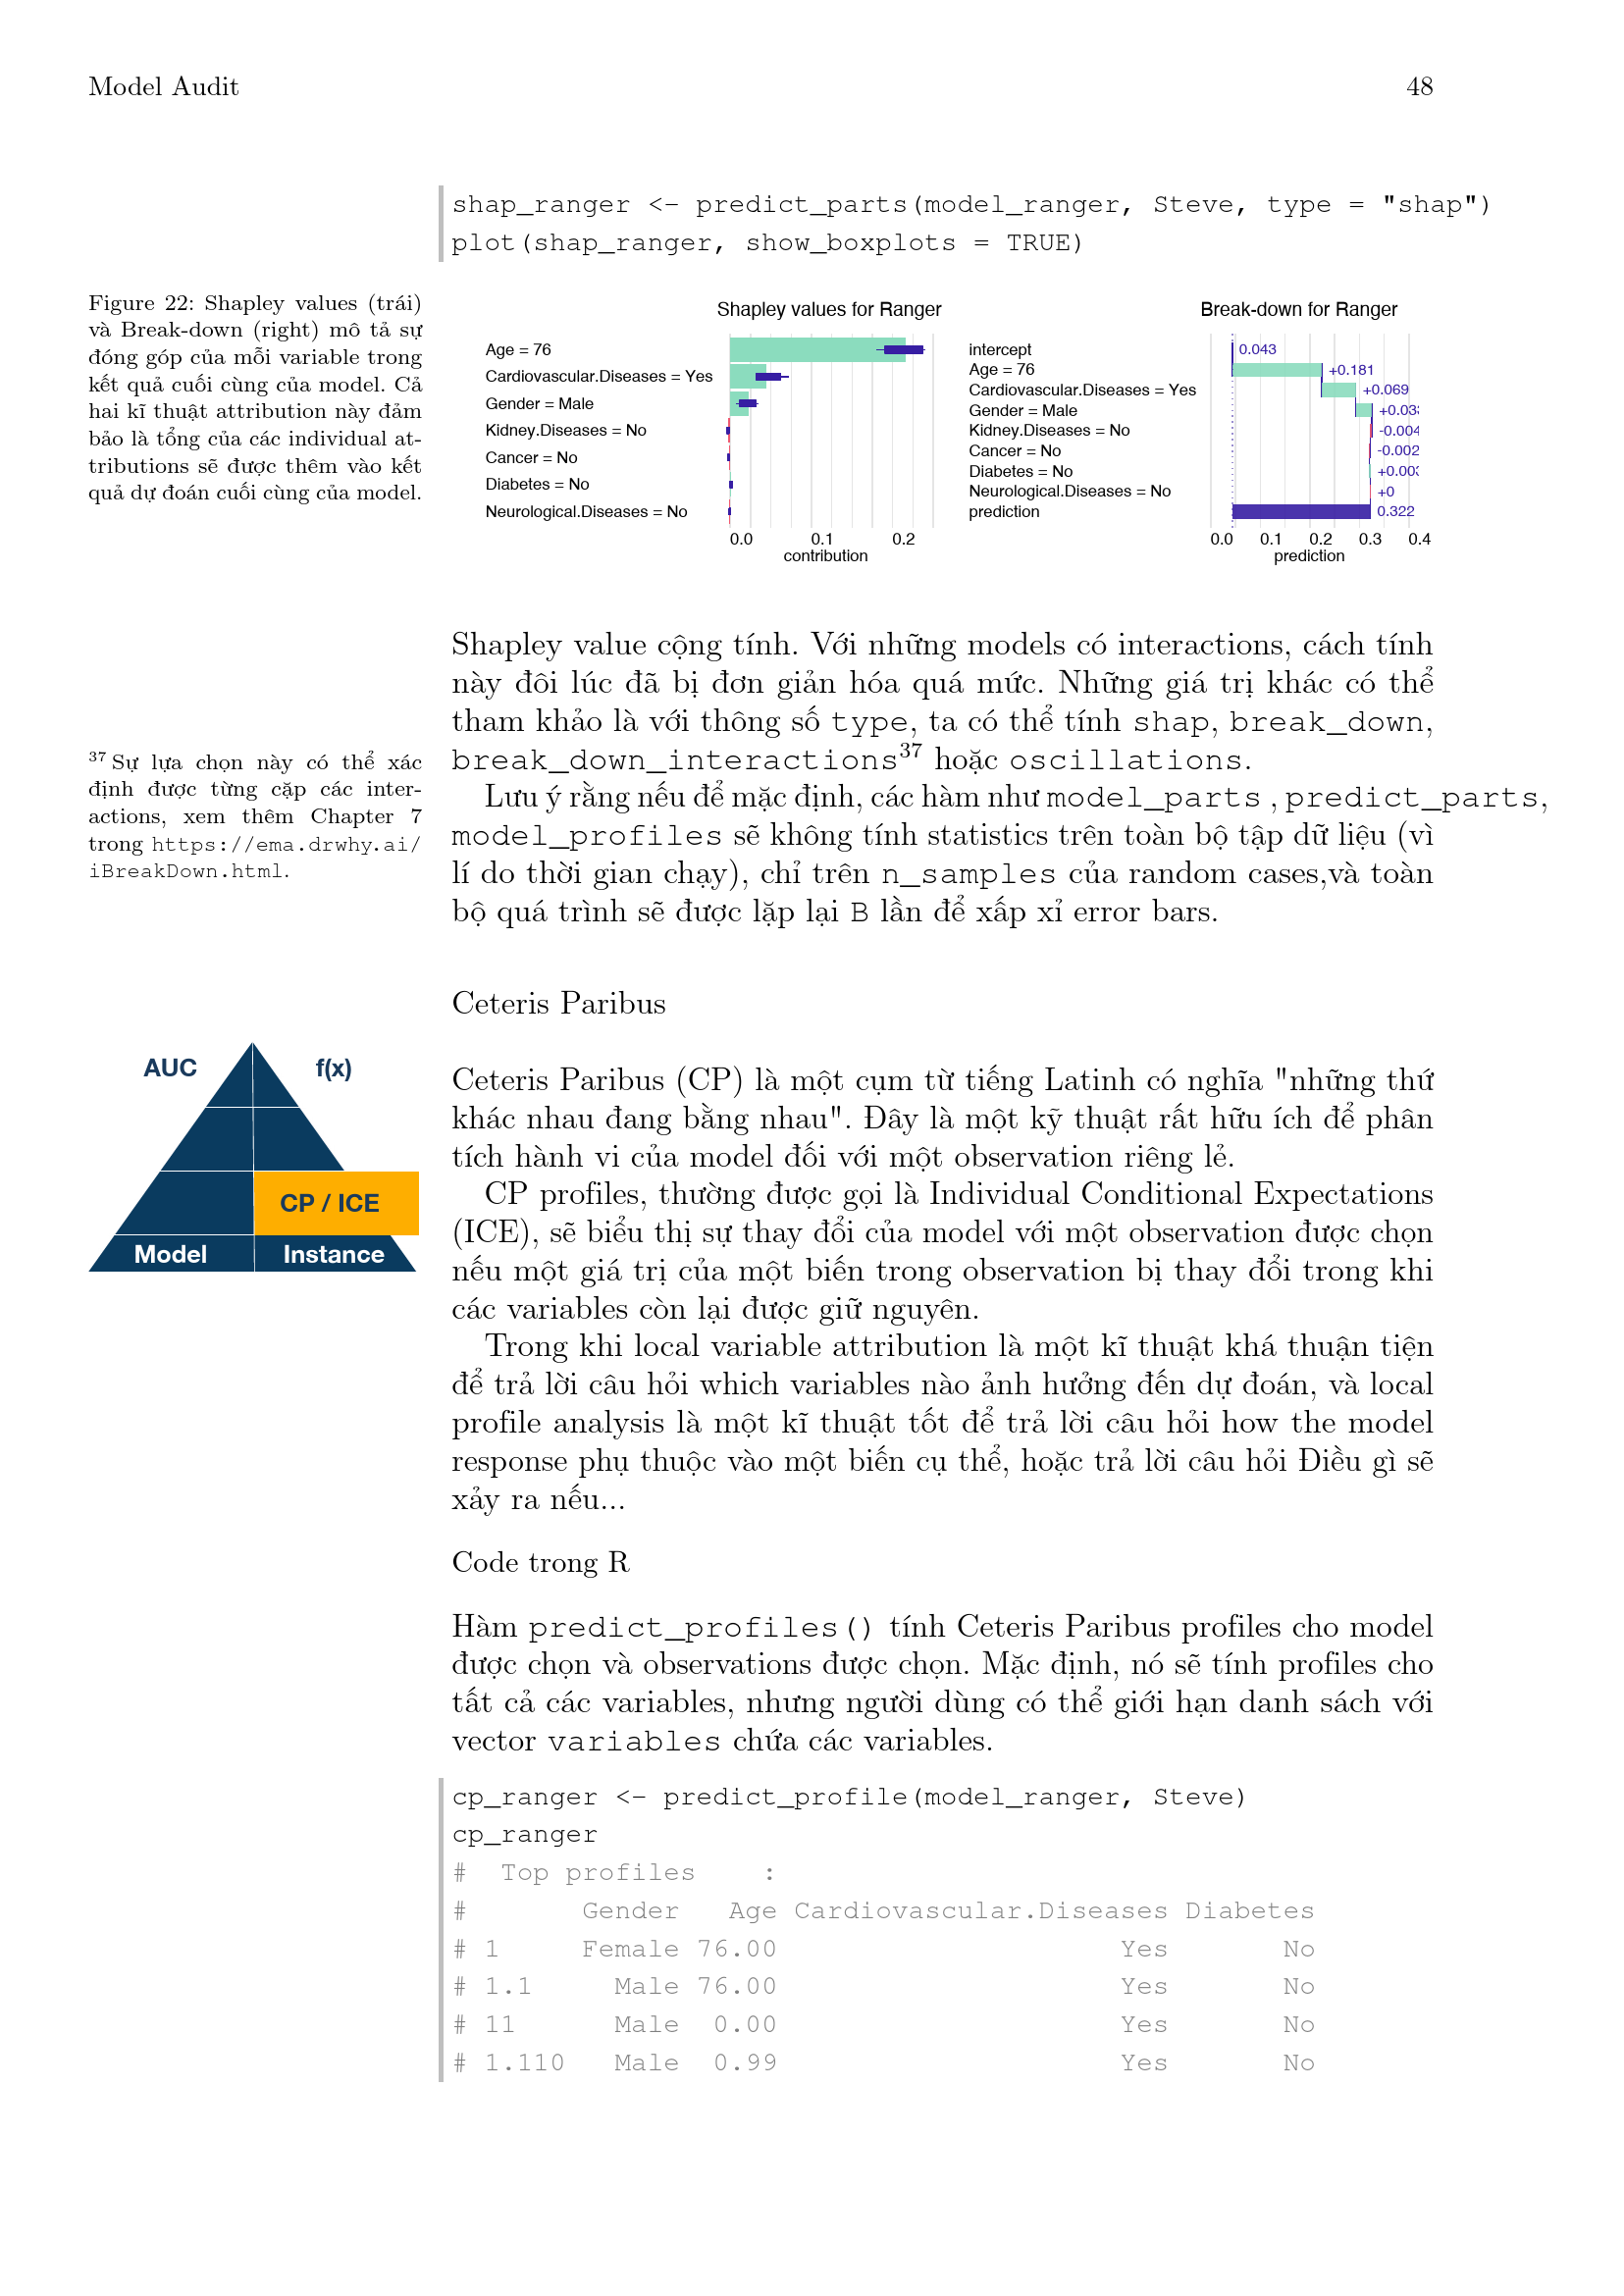 Model Audit 48
shap_ranger <- predict_parts(model_ranger, Steve, type = "shap")
plot(shap_ranger, show_boxplots = TRUE)
Figure 22: Shapley values (trái)
và Break-down (right) mô tả sự
đóng góp của mỗi variable trong
kết quả cuối cùng của model. Cả
hai kĩ thuật attribution này đảm
bảo là tổng của các individual at-
tributions sẽ được thêm vào kết
quả dự đoán cuối cùng của model.
Shapley values for Ranger
Age = 76
Cardiovascular.Diseases = Yes
Gender = Male
Kidney.Diseases = No
Cancer = No
Diabetes = No
Neurological.Diseases = No
0.0 0.1 0.2
contribution
Break-down for Ranger
intercept 0.043
Age = 76 +0.181
Cardiovascular.Diseases = Yes +0.069
Gender = Male
Kidney.Diseases = No -0.004
Cancer = No -0.002
Diabetes = No
Neurological.Diseases = No +0
prediction 0.322
0.0 0.1 0.2 0.3 0.4
prediction
Shapley value cộng tính. Với những models có interactions, cách tính
này đôi lúc đã bị đơn giản hóa quá mức. Những giá trị khác có thể
tham khảo là với thông số type, ta có thể tính shap, break_down,
break_down_interactions37 hoặc oscillations.
37 Sự lựa chọn này có thể xác
định được từng cặp các inter-
actions, xem thêm Chapter 7
trong https://ema.drwhy.ai/
iBreakDown.html.
Lưu ý rằng nếu để mặc định, các hàm như model_parts , predict_parts,
model_profiles sẽ không tính statistics trên toàn bộ tập dữ liệu (vì
lí do thời gian chạy), chỉ trên n_samples của random cases,và toàn
bộ quá trình sẽ được lặp lại B lần để xấp xỉ error bars.
Ceteris Paribus
AUC f(x)
CP / ICE
Model Instance
Ceteris Paribus (CP) là một cụm từ tiếng Latinh có nghĩa "những thứ
khác nhau đang bằng nhau". Đây là một kỹ thuật rất hữu ích để phân
tích hành vi của model đối với một observation riêng lẻ.
CP profiles, thường được gọi là Individual Conditional Expectations
(ICE), sẽ biểu thị sự thay đổi của model với một observation được chọn
nếu một giá trị của một biến trong observation bị thay đổi trong khi
các variables còn lại được giữ nguyên.
Trong khi local variable attribution là một kĩ thuật khá thuận tiện
để trả lời câu hỏi which variables nào ảnh hưởng đến dự đoán, và local
profile analysis là một kĩ thuật tốt để trả lời câu hỏi how the model
response phụ thuộc vào một biến cụ thể, hoặc trả lời câu hỏi Điều gì sẽ
xảy ra nếu...
Code trong R
Hàm predict_profiles() tính Ceteris Paribus profiles cho model
được chọn và observations được chọn. Mặc định, nó sẽ tính profiles cho
tất cả các variables, nhưng người dùng có thể giới hạn danh sách với
vector variables chứa các variables.
cp_ranger <- predict_profile(model_ranger, Steve)
cp_ranger
# Top profiles :
# Gender Age Cardiovascular.Diseases Diabetes
# 1 Female 76.00 Yes No
# 1.1 Male 76.00 Yes No
# 11 Male 0.00 Yes No
# 1.110 Male 0.99 Yes No